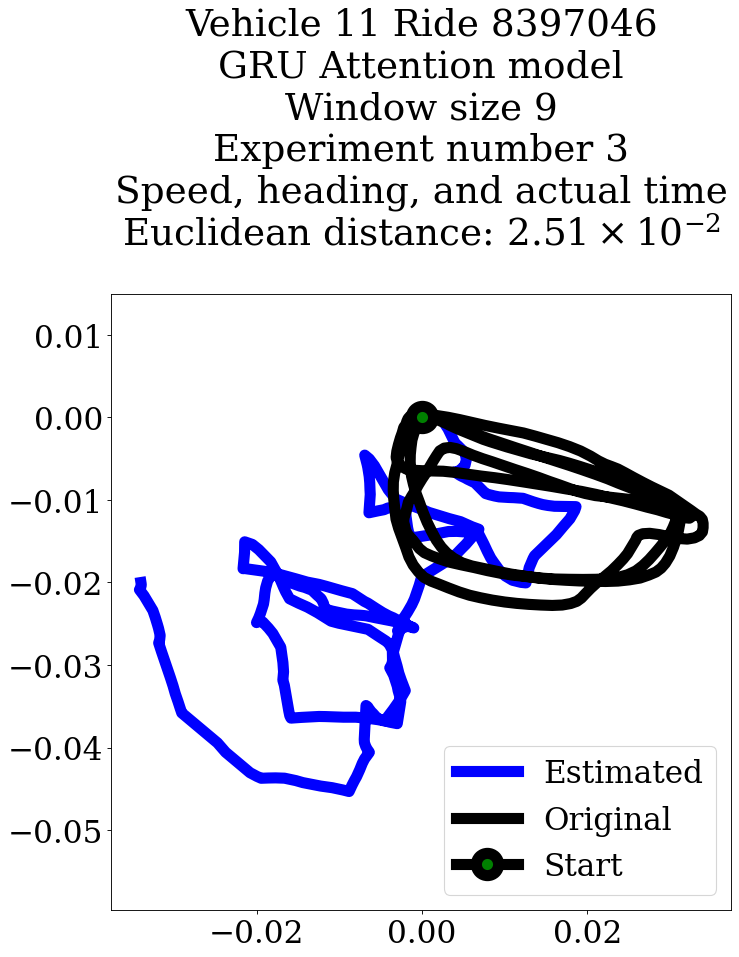 Vehicle 11 Ride 8397046
GRU Attention model
Window size 9
Experiment number 3
Speed, heading, and actual time
Euclidean distance: 2.51 × 10⁻²
0.01
0.00
−0.01
−0.02
−0.03
−0.04
−0.05
Estimated
Original
Start
−0.02
0.00
0.02